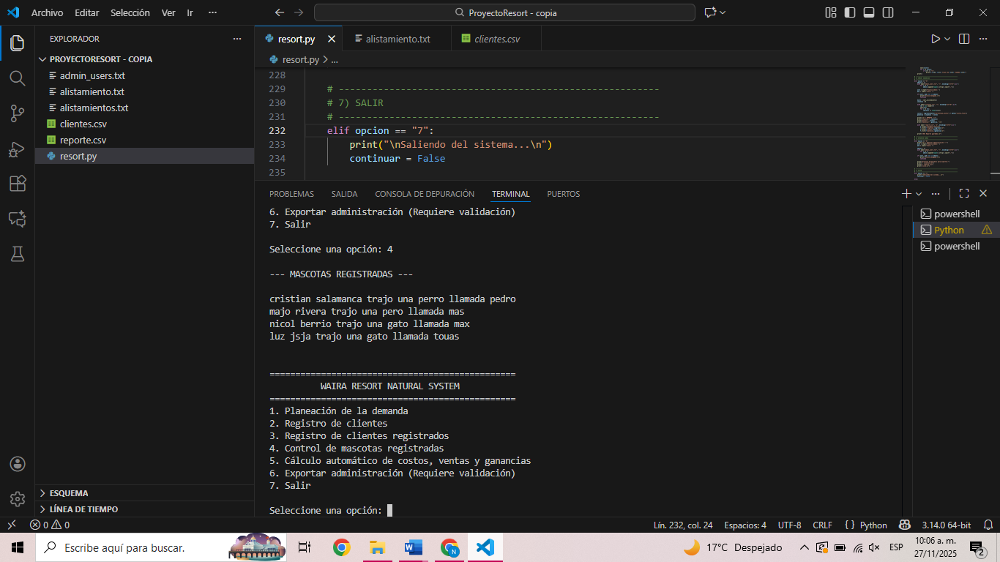 Archivo Editar Selección Ver Ir ···
ProyectoResort - copia
EXPLORADOR ···
PROYECTORESORT - COPIA
admin_users.txt
alistamiento.txt
alistamientos.txt
clientes.csv
reporte.csv
resort.py
ESQUEMA
LÍNEA DE TIEMPO
resort.py
alistamiento.txt
clientes.csv
resort.py > ...
228
229 # ----------------------------------------------------------
230 # 7) SALIR
231 # ----------------------------------------------------------
232 elif opcion == "7":
233 print("\nSaliendo del sistema...\n")
234 continuar = False
235
PROBLEMAS SALIDA CONSOLA DE DEPURACIÓN TERMINAL PUERTOS
6. Exportar administración (Requiere validación)
7. Salir
Seleccione una opción: 4
--- MASCOTAS REGISTRADAS ---
cristian salamanca trajo una perro llamada pedro
majo rivera trajo una pero llamada mas
nicol berrio trajo una gato llamada max
luz jsja trajo una gato llamada touas
================================================
WAIRA RESORT NATURAL SYSTEM
================================================
1. Planeación de la demanda
2. Registro de clientes
3. Registro de clientes registrados
4. Control de mascotas registradas
5. Cálculo automático de costos, ventas y ganancias
6. Exportar administración (Requiere validación)
7. Salir
Seleccione una opción:
powershell
Python
powershell
0 0
Lín. 232, col. 24 Espacios: 4 UTF-8 CRLF { } Python 3.14.0 64-bit
Escribe aquí para buscar.
17°C Despejado
ESP
10:06 a. m.
27/11/2025
2